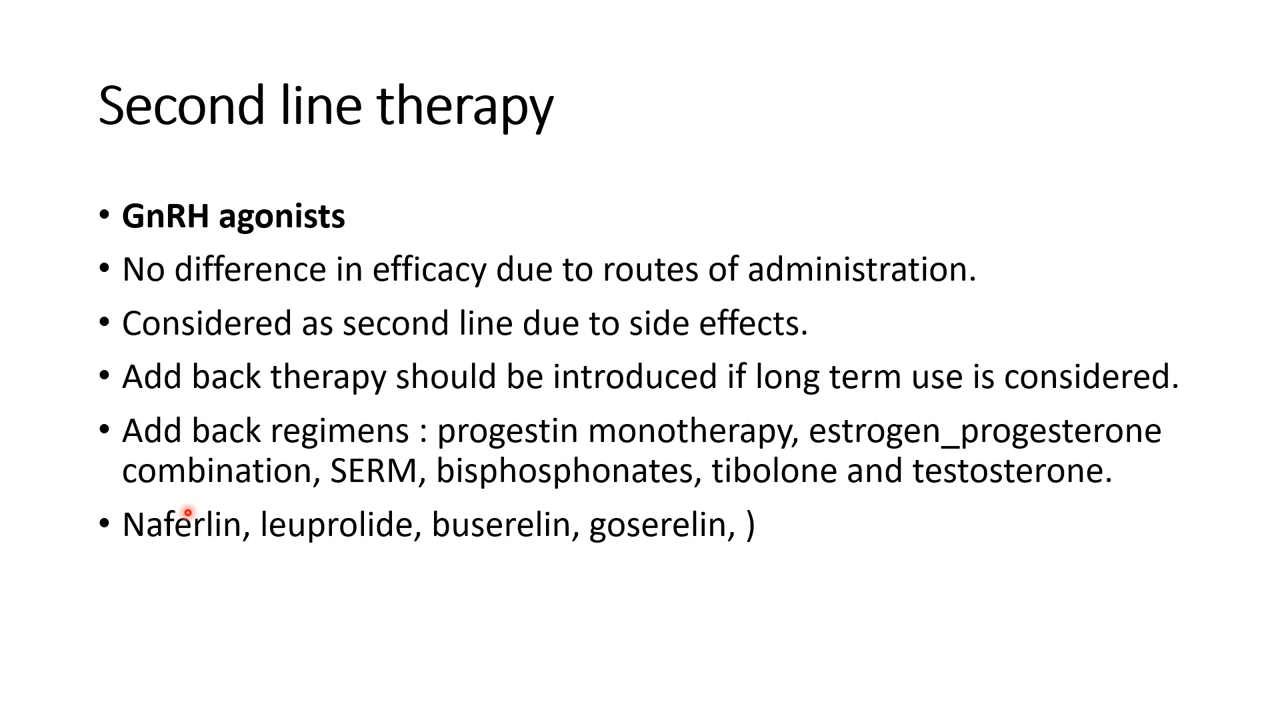 Second line therapy
• GnRH agonists
• No difference in efficacy due to routes of administration.
• Considered as second line due to side effects.
• Add back therapy should be introduced if long term use is considered.
• Add back regimens : progestin monotherapy, estrogen_progesterone
combination, SERM, bisphosphonates, tibolone and testosterone.
• Naferlin, leuprolide, buserelin, goserelin, )